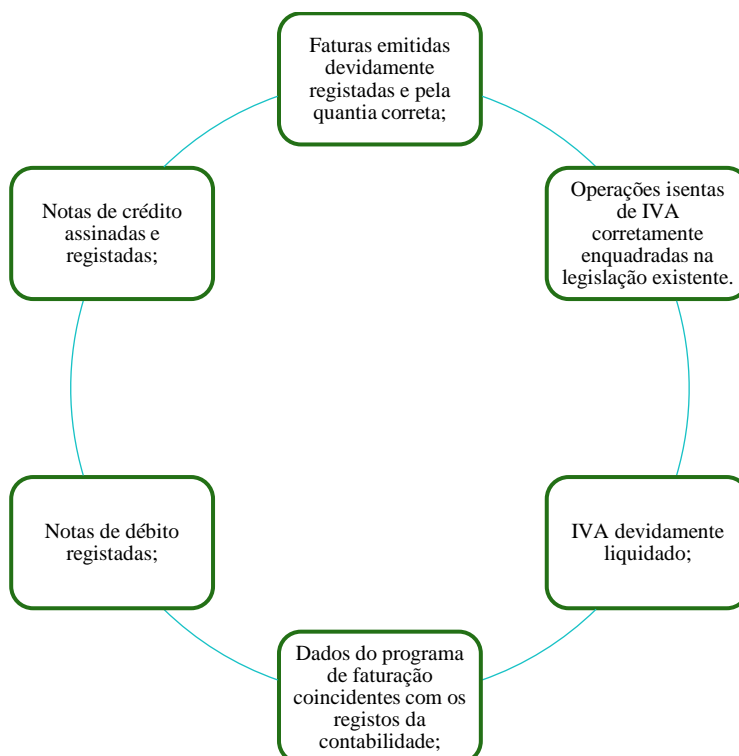 Faturas emitidas
devidamente
registadas e pela
quantia correta;
Operações isentas
de IVA
corretamente
enquadradas na
legislação existente.
IVA devidamente
liquidado;
Dados do programa
de faturação
coincidentes com os
registos da
contabilidade;
Notas de débito
registadas;
Notas de crédito
assinadas e
registadas;